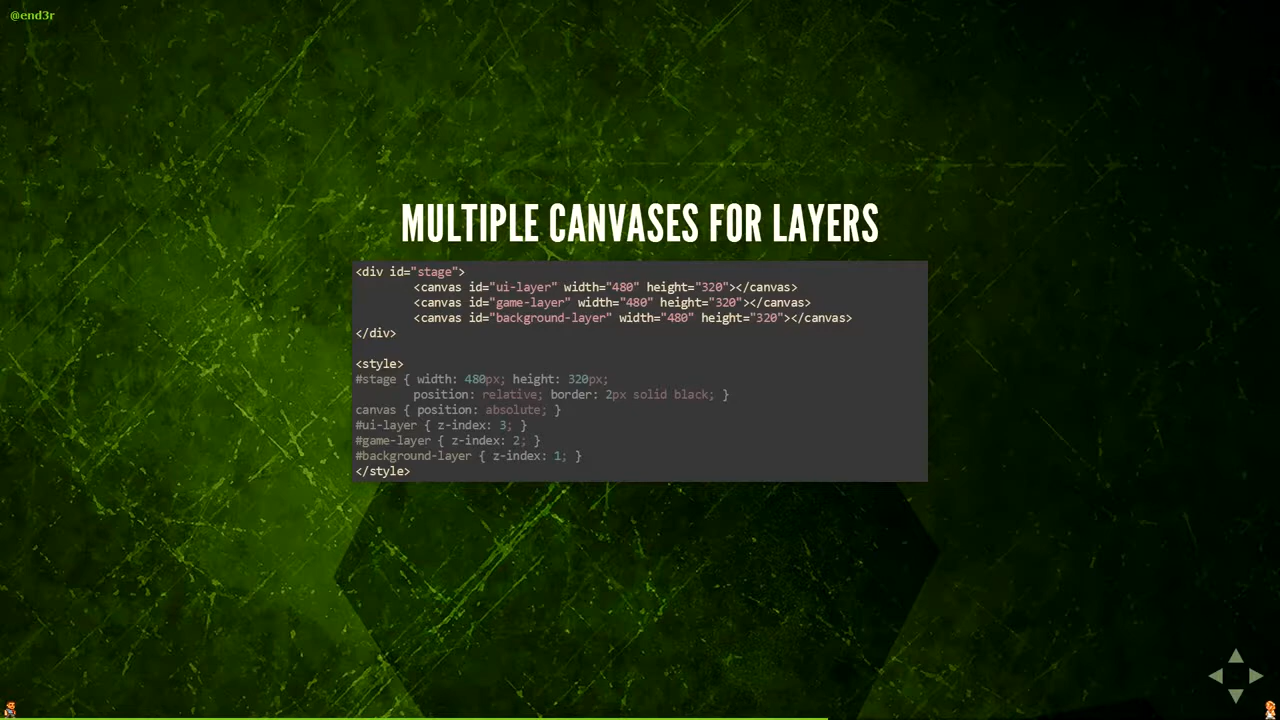 @end3r
MULTIPLE CANVASES FOR LAYERS
<div id="stage">
<canvas id="ui-layer" width="480" height="320"></canvas>
<canvas id="game-layer" width="480" height="320"></canvas>
<canvas id="background-layer" width="480" height="320"></canvas>
</div>
<style>
#stage { width: 480px; height: 320px;
position: relative; border: 2px solid black; }
canvas { position: absolute; }
#ui-layer { z-index: 3; }
#game-layer { z-index: 2; }
#background-layer { z-index: 1; }
</style>